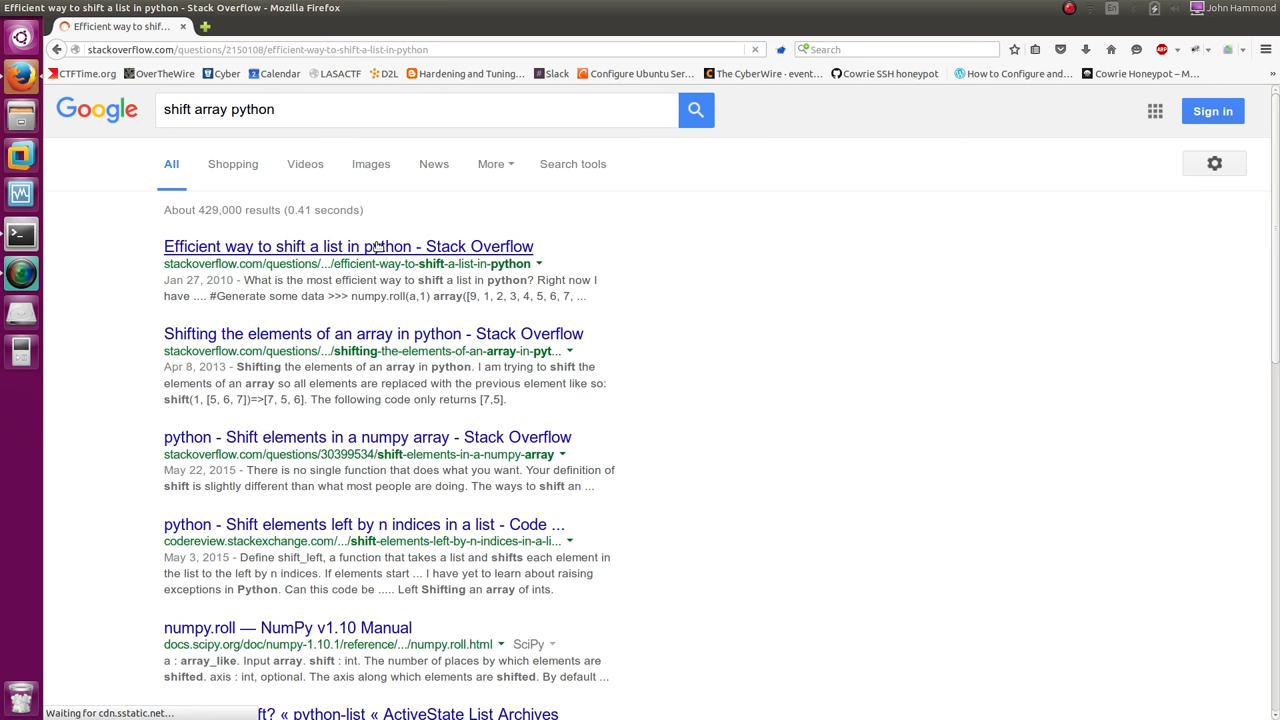 Efficient way to shift a list in python - Stack Overflow - Mozilla Firefox
En
John Hammond
Efficient way to shif...
stackoverflow.com/questions/2150108/efficient-way-to-shift-a-list-in-python
Search
ABP
CTFTime.org
OverTheWire
Cyber
Calendar
LASACTF
D2L
Hardening and Tuning...
Slack
Configure Ubuntu Ser...
The CyberWire - event...
Cowrie SSH honeypot
How to Configure and...
Cowrie Honeypot – M...
»
Google
shift array python
Sign in
All
Shopping
Videos
Images
News
More
Search tools
About 429,000 results (0.41 seconds)
Efficient way to shift a list in python - Stack Overflow
stackoverflow.com/questions/.../efficient-way-to-shift-a-list-in-python
Jan 27, 2010 - What is the most efficient way to shift a list in python? Right now I
have .... #Generate some data >>> numpy.roll(a,1) array([9, 1, 2, 3, 4, 5, 6, 7, ...
Shifting the elements of an array in python - Stack Overflow
stackoverflow.com/questions/.../shifting-the-elements-of-an-array-in-pyt...
Apr 8, 2013 - Shifting the elements of an array in python. I am trying to shift the
elements of an array so all elements are replaced with the previous element like so:
shift(1, [5, 6, 7])=>[7, 5, 6]. The following code only returns [7,5].
python - Shift elements in a numpy array - Stack Overflow
stackoverflow.com/questions/30399534/shift-elements-in-a-numpy-array
May 22, 2015 - There is no single function that does what you want. Your definition of
shift is slightly different than what most people are doing. The ways to shift an ...
python - Shift elements left by n indices in a list - Code ...
codereview.stackexchange.com/.../shift-elements-left-by-n-indices-in-a-li...
May 3, 2015 - Define shift_left, a function that takes a list and shifts each element in
the list to the left by n indices. If elements start ... I have yet to learn about raising
exceptions in Python. Can this code be ..... Left Shifting an array of ints.
numpy.roll — NumPy v1.10 Manual
docs.scipy.org/doc/numpy-1.10.1/reference/.../numpy.roll.html
SciPy
a : array_like. Input array. shift : int. The number of places by which elements are
shifted. axis : int, optional. The axis along which elements are shifted. By default ...
ft? « python-list « ActiveState List Archives
Waiting for cdn.sstatic.net...